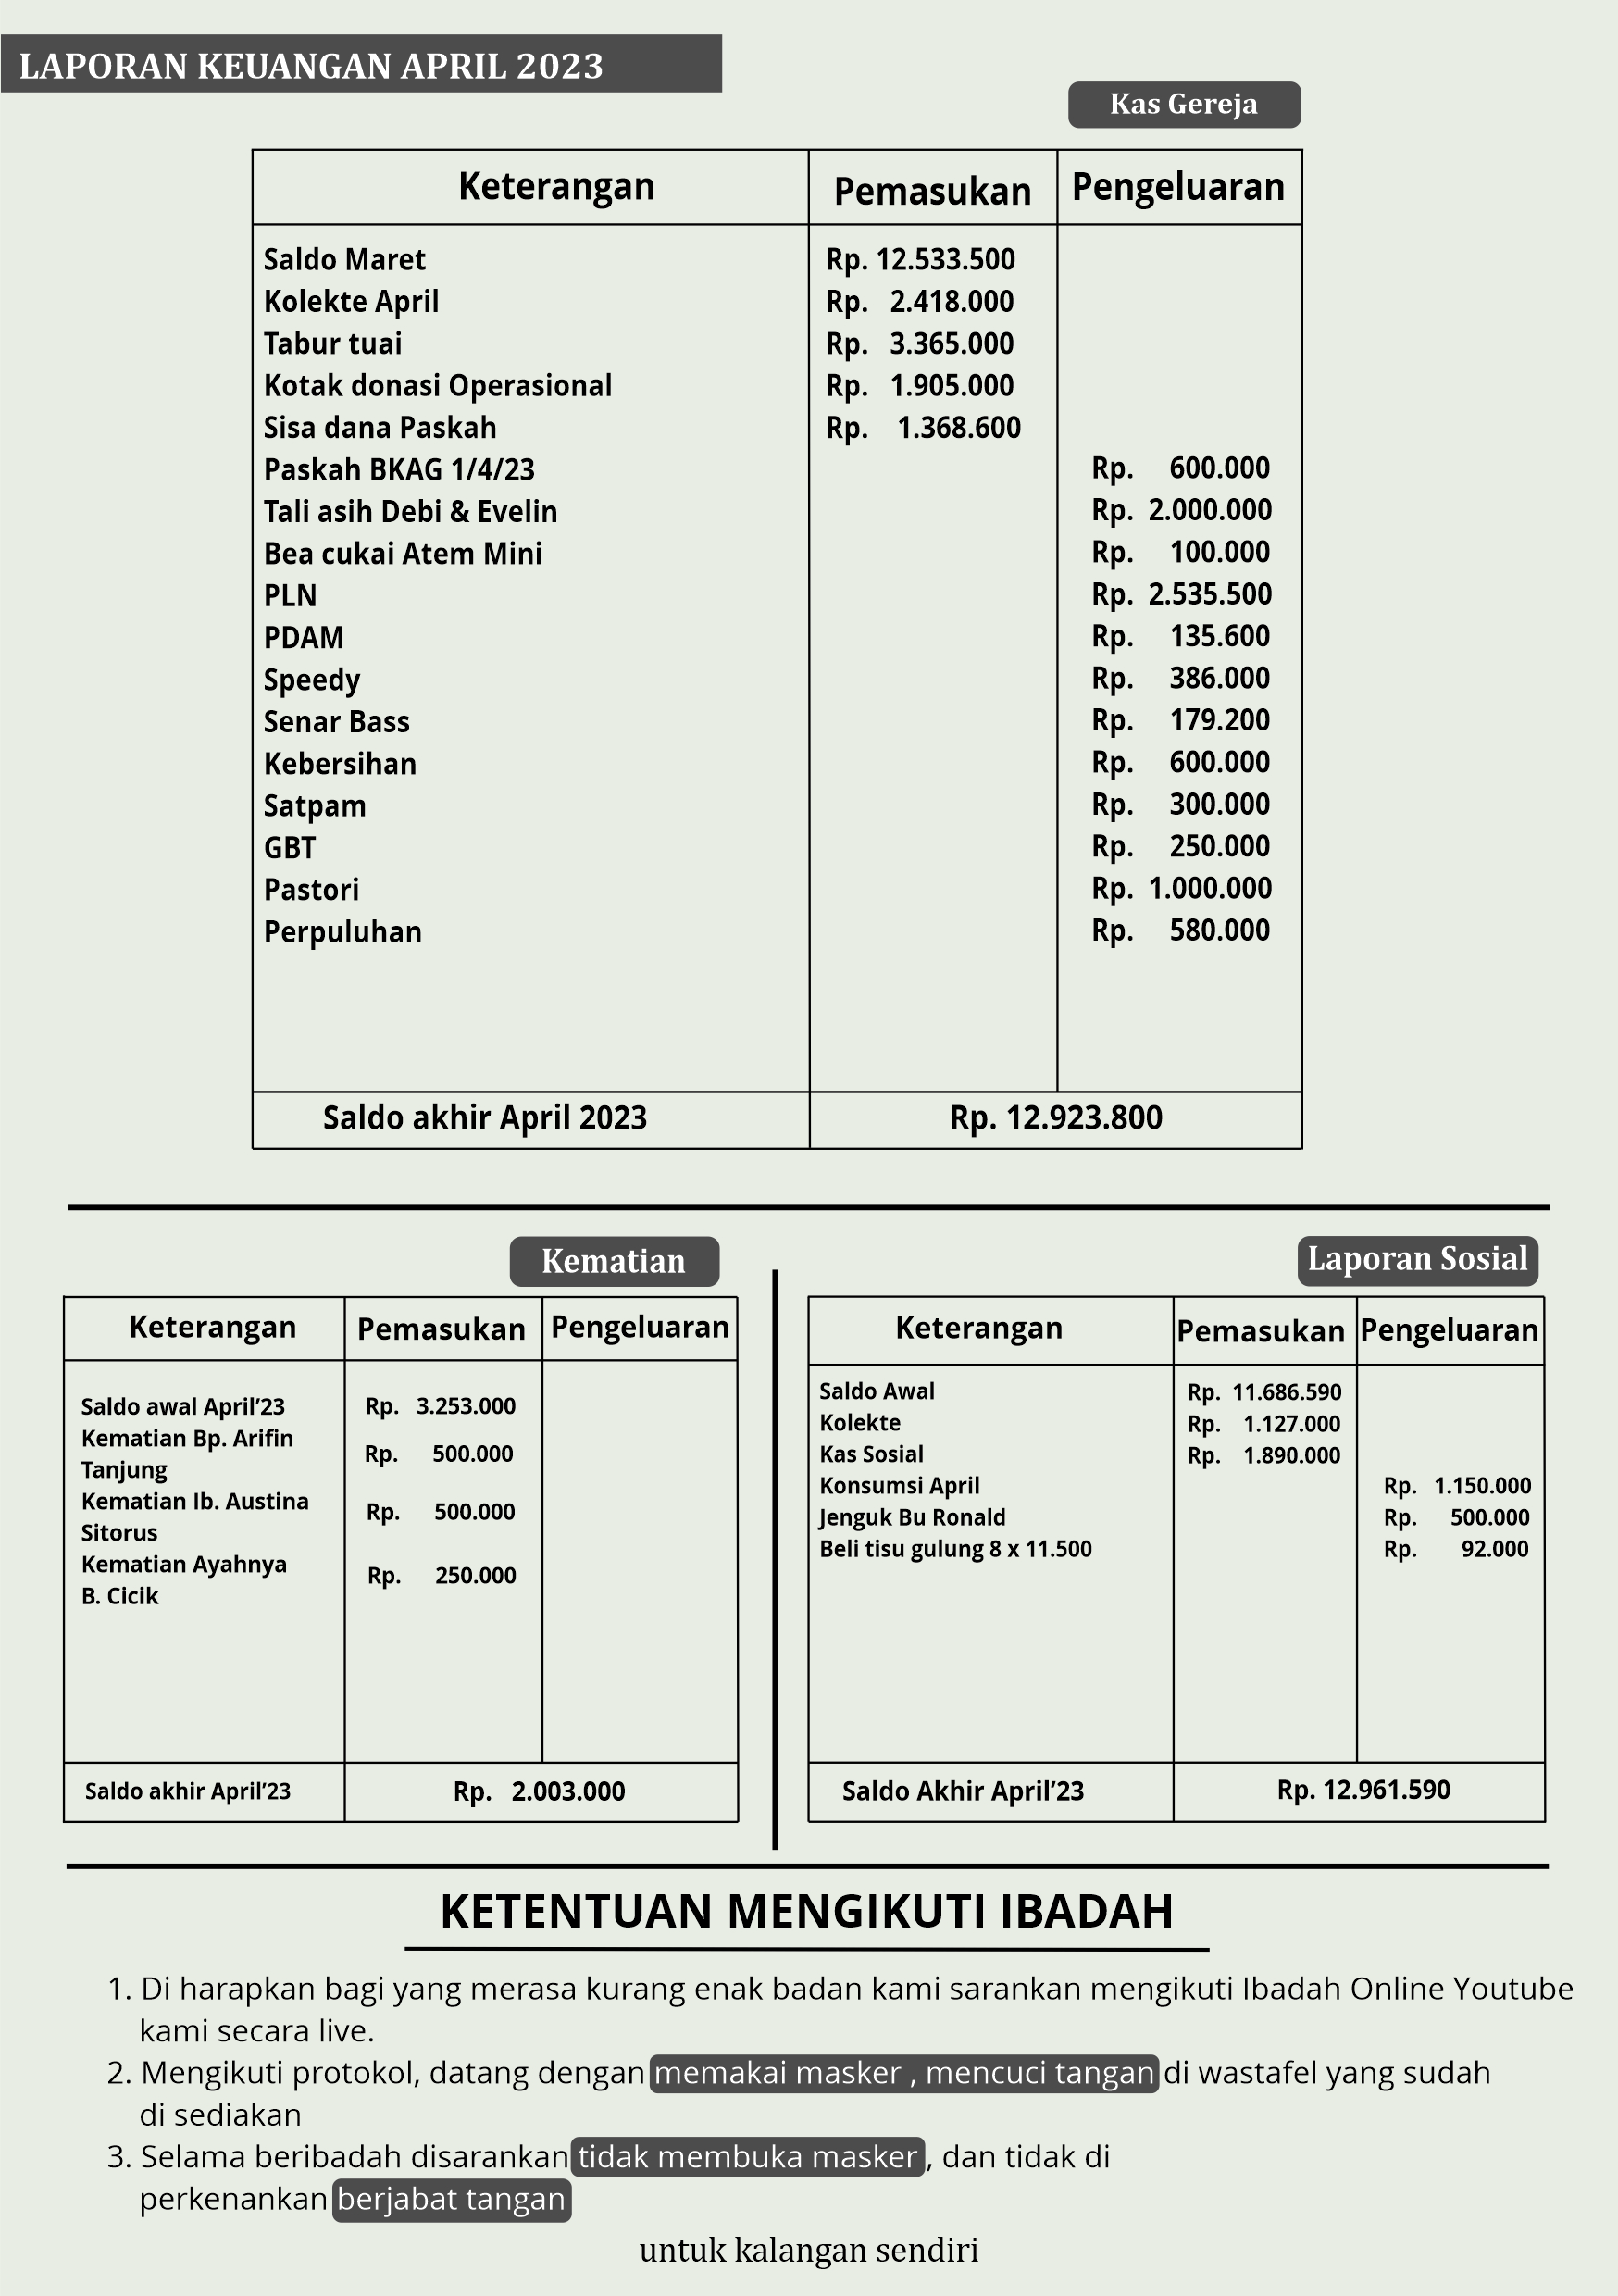 LAPORAN KEUANGAN APRIL 2023
Kas Gereja
Keterangan Pemasukan Pengeluaran
Saldo Maret Rp. 12.533.500
Kolekte April Rp. 2.418.000
Tabur tuai Rp. 3.365.000
Kotak donasi Operasional Rp. 1.905.000
Sisa dana Paskah Rp. 1.368.600
Paskah BKAG 1/4/23 Rp. 600.000
Tali asih Debi & Evelin Rp. 2.000.000
Bea cukai Atem Mini Rp. 100.000
PLN Rp. 2.535.500
PDAM Rp. 135.600
Speedy Rp. 386.000
Senar Bass Rp. 179.200
Kebersihan Rp. 600.000
Satpam Rp. 300.000
GBT Rp. 250.000
Pastori Rp. 1.000.000
Perpuluhan Rp. 580.000
Saldo akhir April 2023 Rp. 12.923.800
Kematian
Keterangan Pemasukan Pengeluaran
Saldo awal April’23 Rp. 3.253.000
Kematian Bp. Arifin
Tanjung Rp. 500.000
Kematian Ib. Austina
Sitorus Rp. 500.000
Kematian Ayahnya
B. Cicik Rp. 250.000
Saldo akhir April’23 Rp. 2.003.000
Laporan Sosial
Keterangan Pemasukan Pengeluaran
Saldo Awal Rp. 11.686.590
Kolekte Rp. 1.127.000
Kas Sosial Rp. 1.890.000
Konsumsi April Rp. 1.150.000
Jenguk Bu Ronald Rp. 500.000
Beli tisu gulung 8 x 11.500 Rp. 92.000
Saldo Akhir April’23 Rp. 12.961.590
KETENTUAN MENGIKUTI IBADAH
1. Di harapkan bagi yang merasa kurang enak badan kami sarankan mengikuti Ibadah Online Youtube
kami secara live.
2. Mengikuti protokol, datang dengan memakai masker , mencuci tangan di wastafel yang sudah
di sediakan
3. Selama beribadah disarankan tidak membuka masker , dan tidak di
perkenankan berjabat tangan
untuk kalangan sendiri